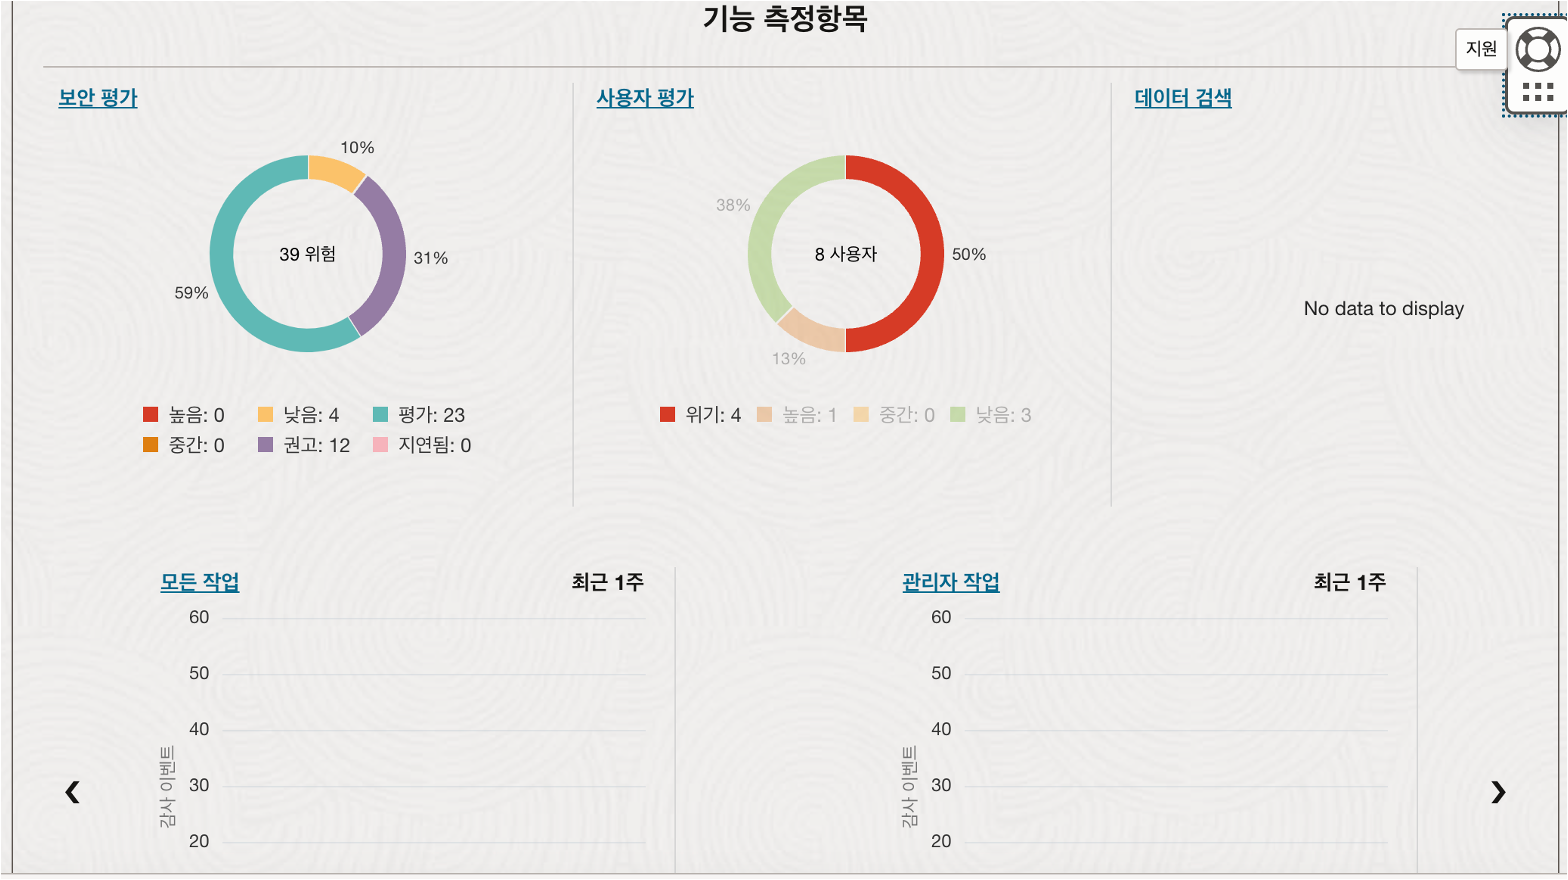 기능 측정항목
지원
보안 평가
10%
31%
59%
39 위험
높음: 0
낮음: 4
평가: 23
중간: 0
권고: 12
지연됨: 0
사용자 평가
38%
50%
13%
8 사용자
위기: 4
높음: 1
중간: 0
낮음: 3
데이터 검색
No data to display
모든 작업
최근 1주
60
50
40
30
20
감사 이벤트
관리자 작업
최근 1주
60
50
40
30
20
감사 이벤트